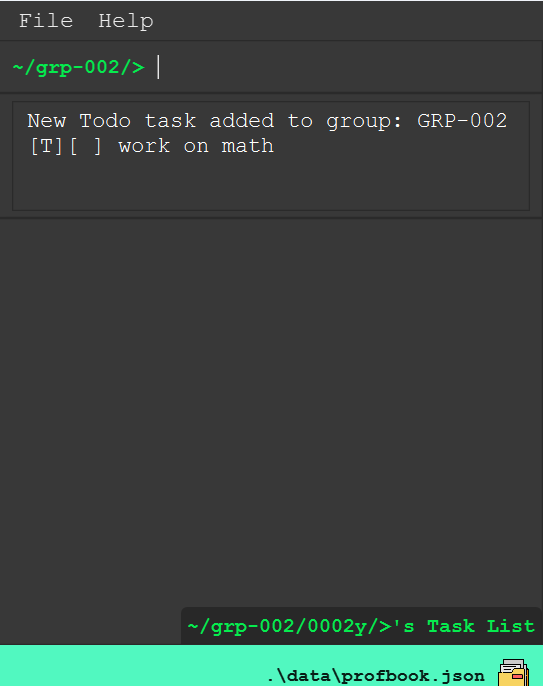 File Help
~/grp-002/>
New Todo task added to group: GRP-002
[T][ ] work on math
~/grp-002/0002y/>'s Task List
.\data\profbook.json